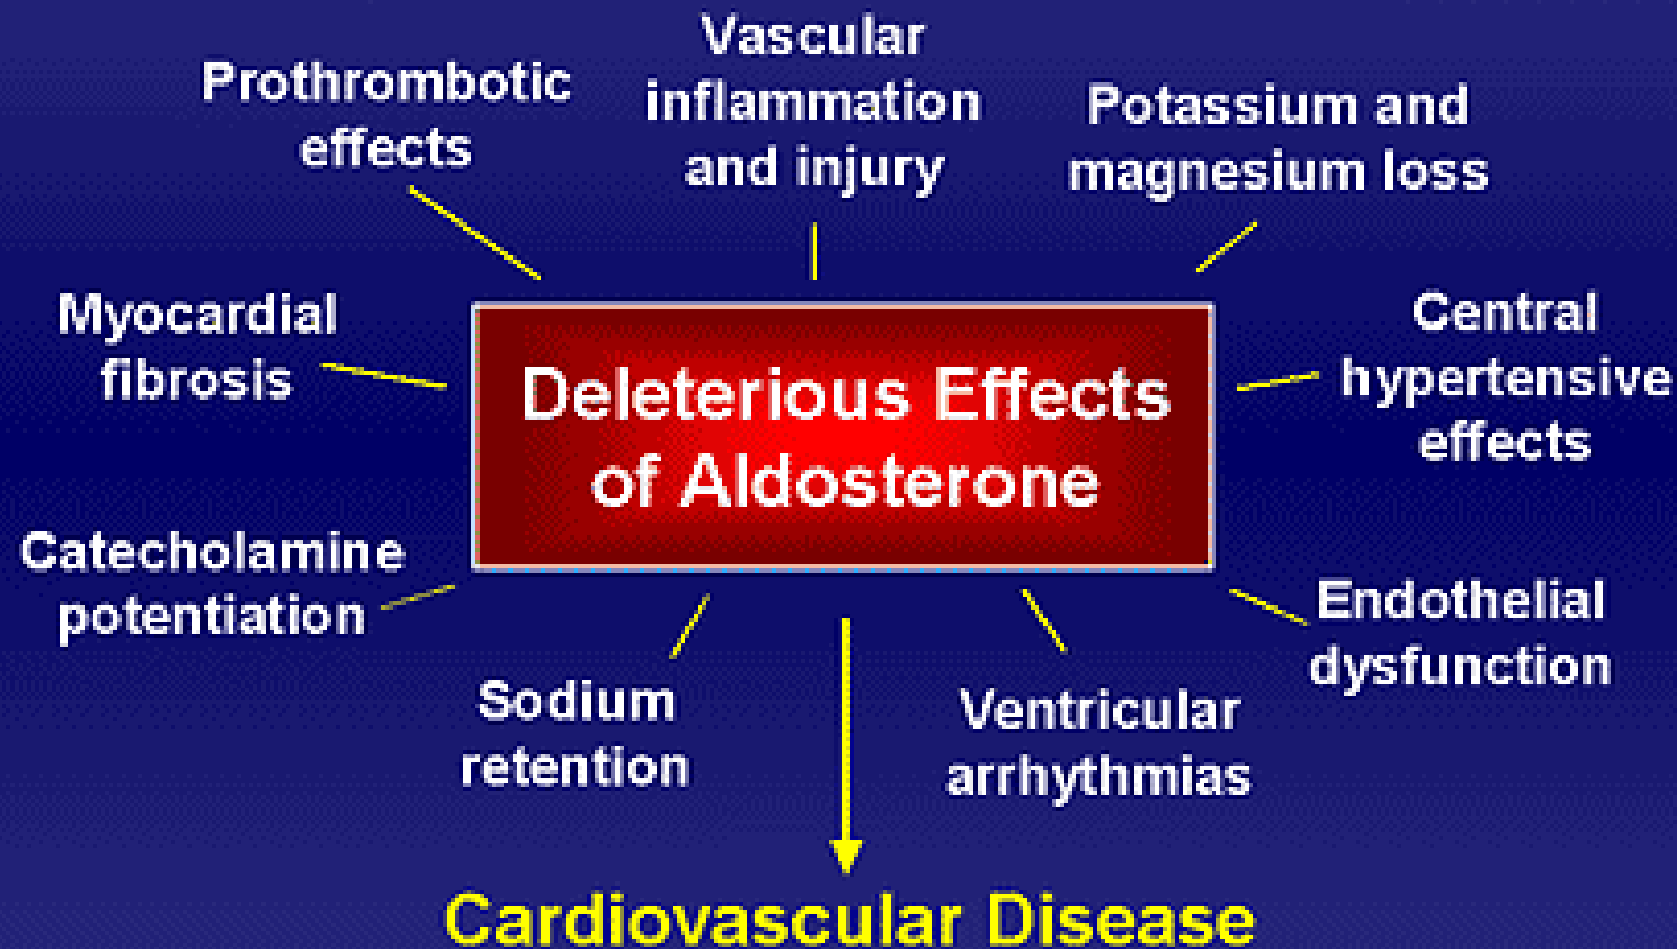 Prothrombotic
effects
Vascular
inflammation
and injury
Potassium and
magnesium loss
Myocardial
fibrosis
Deleterious Effects
of Aldosterone
Central
hypertensive
effects
Catecholamine
potentiation
Sodium
retention
Ventricular
arrhythmias
Endothelial
dysfunction
Cardiovascular Disease